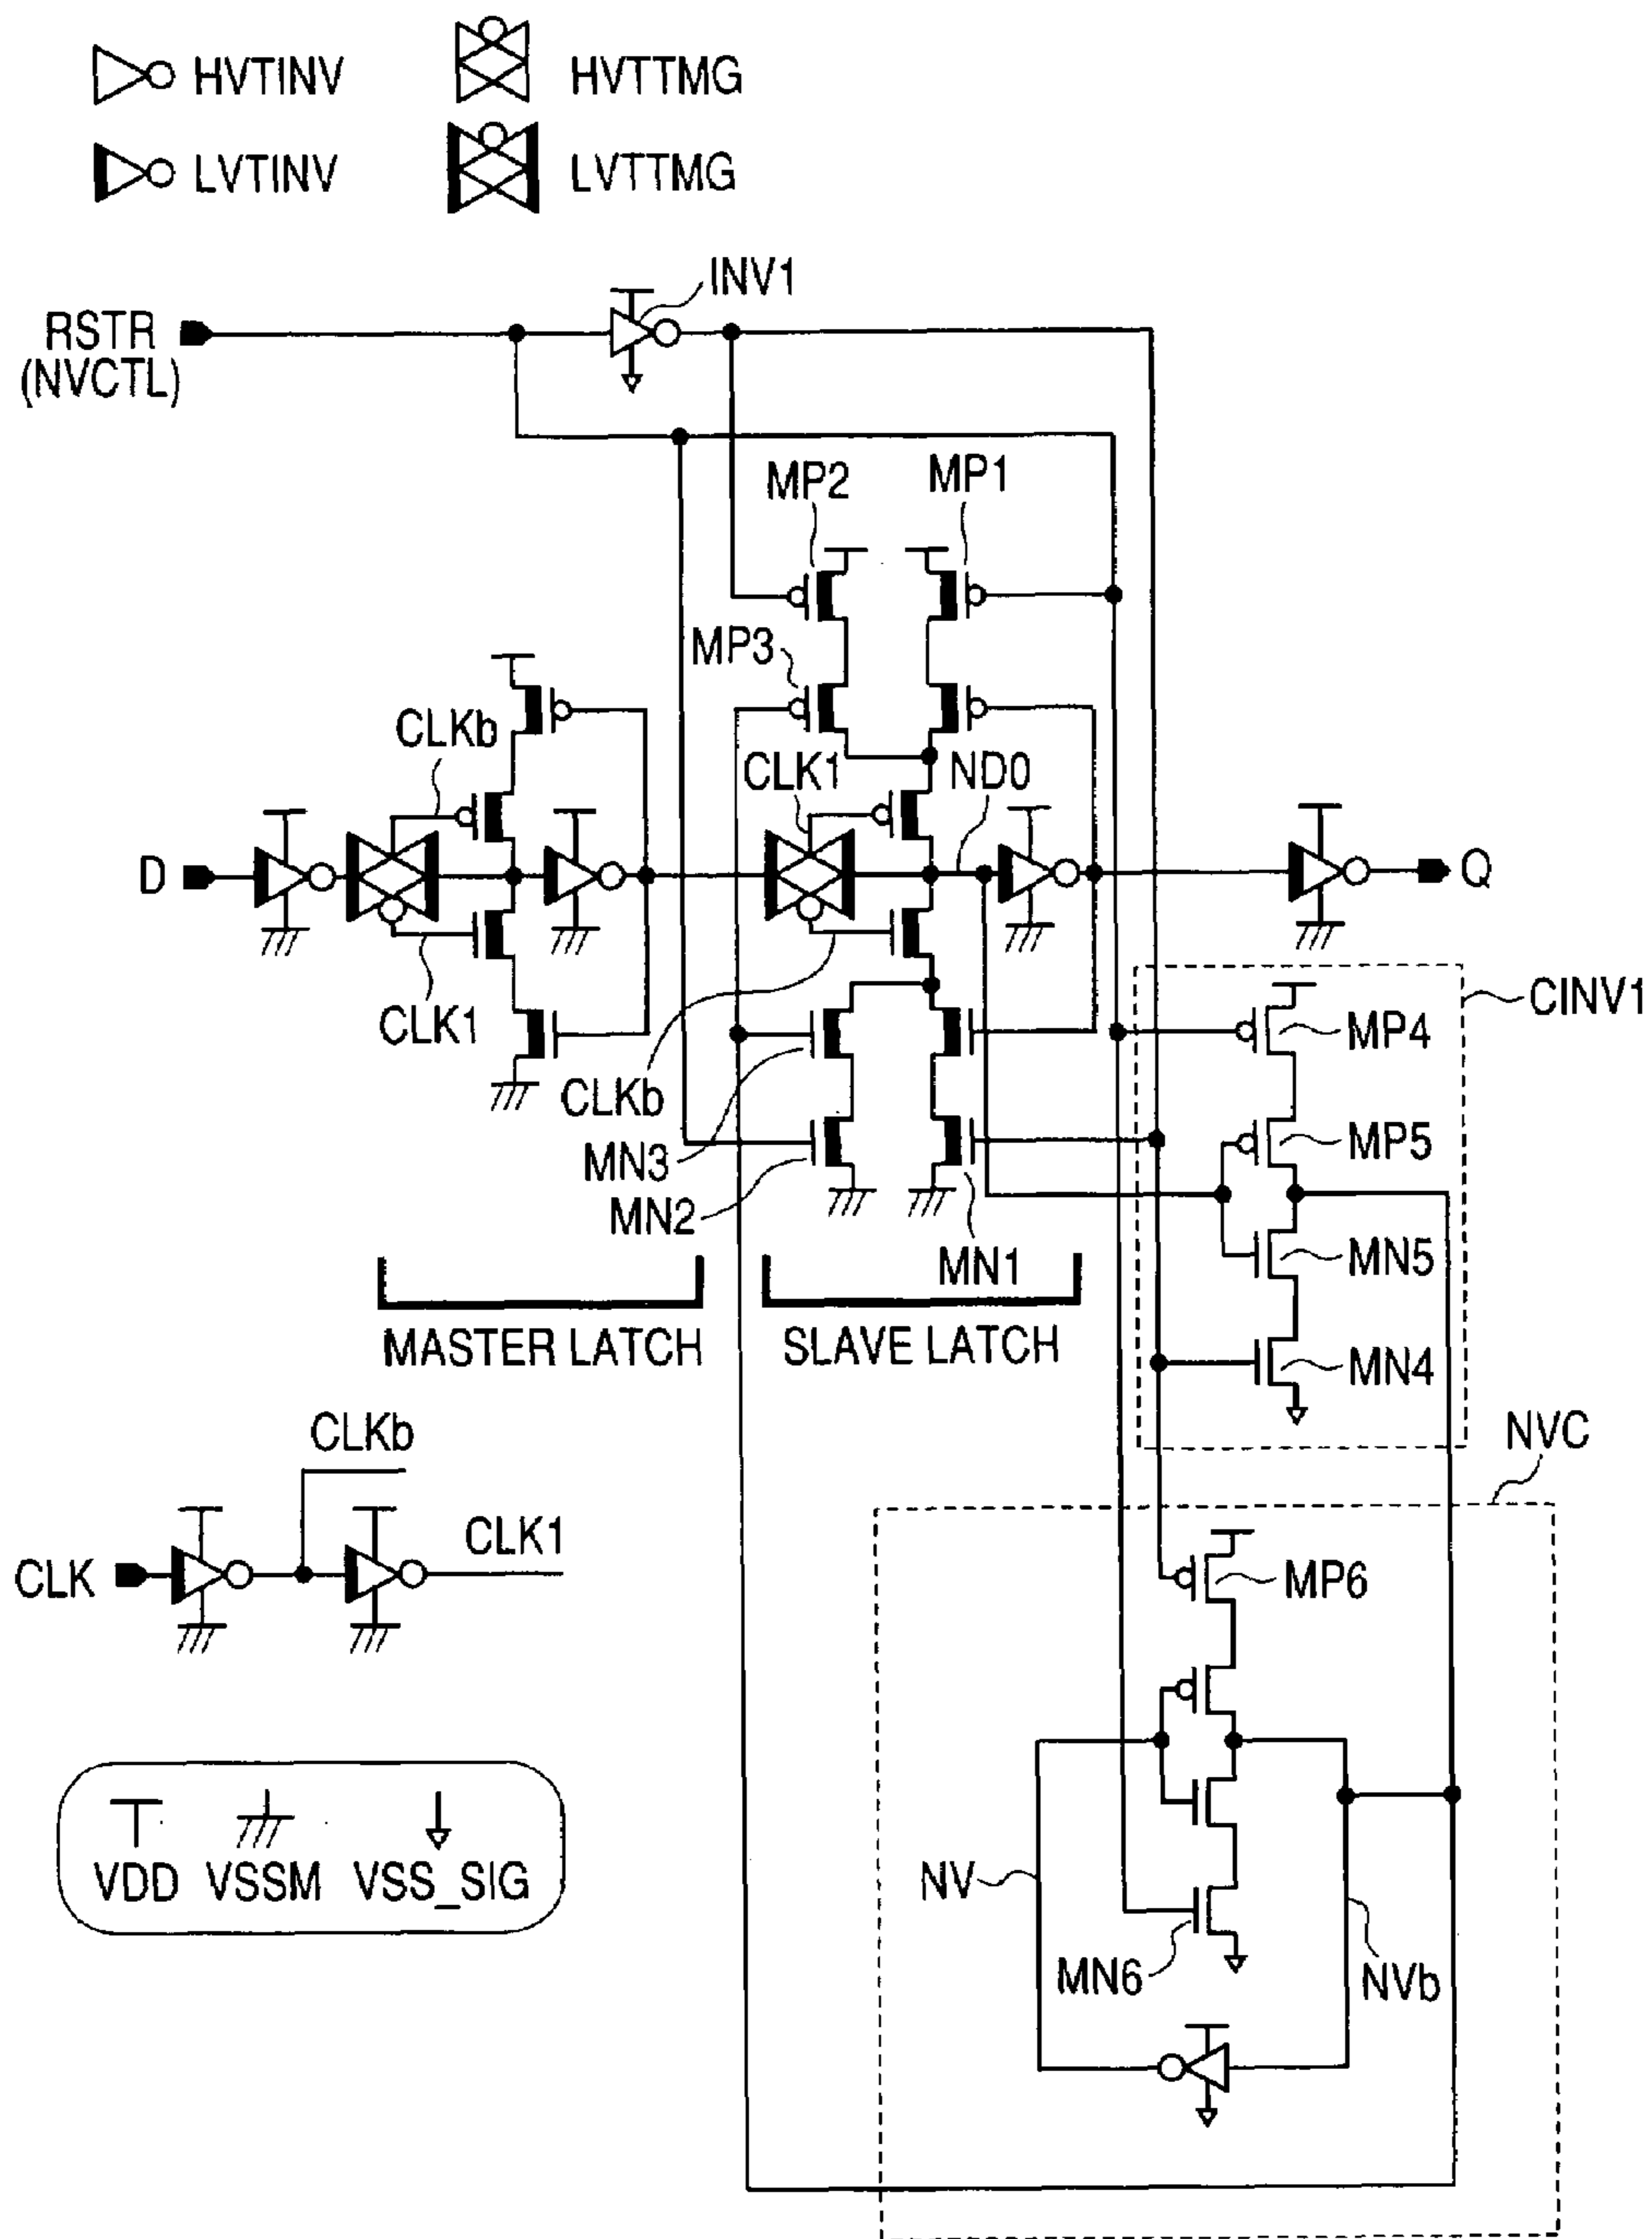 HVTINV
HVTTMG
LVTINV
LVTTMG
INV1
RSTR
(NVCTL)
MP2
MP1
MP3
CLKb
CLK1
ND0
D
Q
CINV1
CLK1
MP4
CLKb
MP5
MN3
MN2
MN1
MN5
MASTER LATCH
SLAVE LATCH
MN4
CLKb
NVC
CLK
CLK1
MP6
VDD
VSSM
VSS_SIG
NV
MN6
NVb